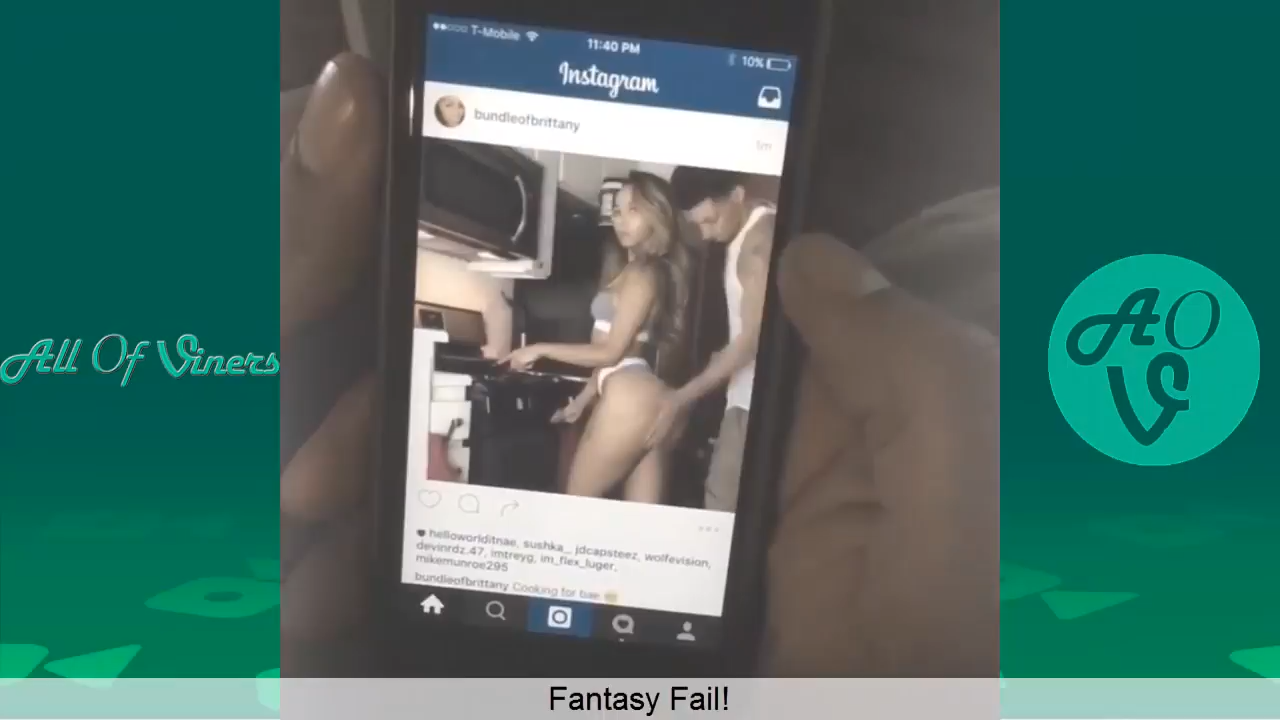 T-Mobile 11:40 PM 10%
Instagram
bundleofbrittany
1m
helloworlditnae, sushka_, jdcapsteez, wolfevision,
devinrdz.47, imtreyg, im_flex_luger,
mikemunroe295
bundleofbrittany Cooking for bae
All Of Viners
AOV
Fantasy Fail!